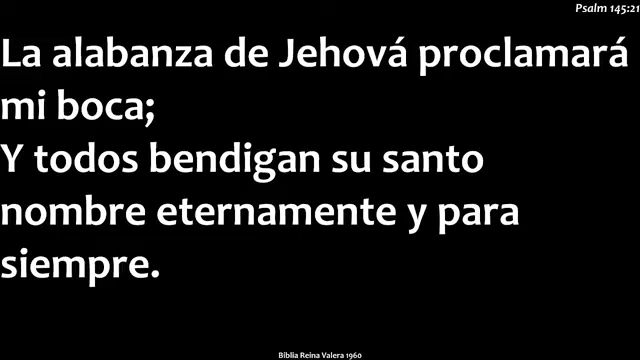 Psalm 145:21
La alabanza de Jehová proclamará
mi boca;
Y todos bendigan su santo
nombre eternamente y para
siempre.
Biblia Reina Valera 1960